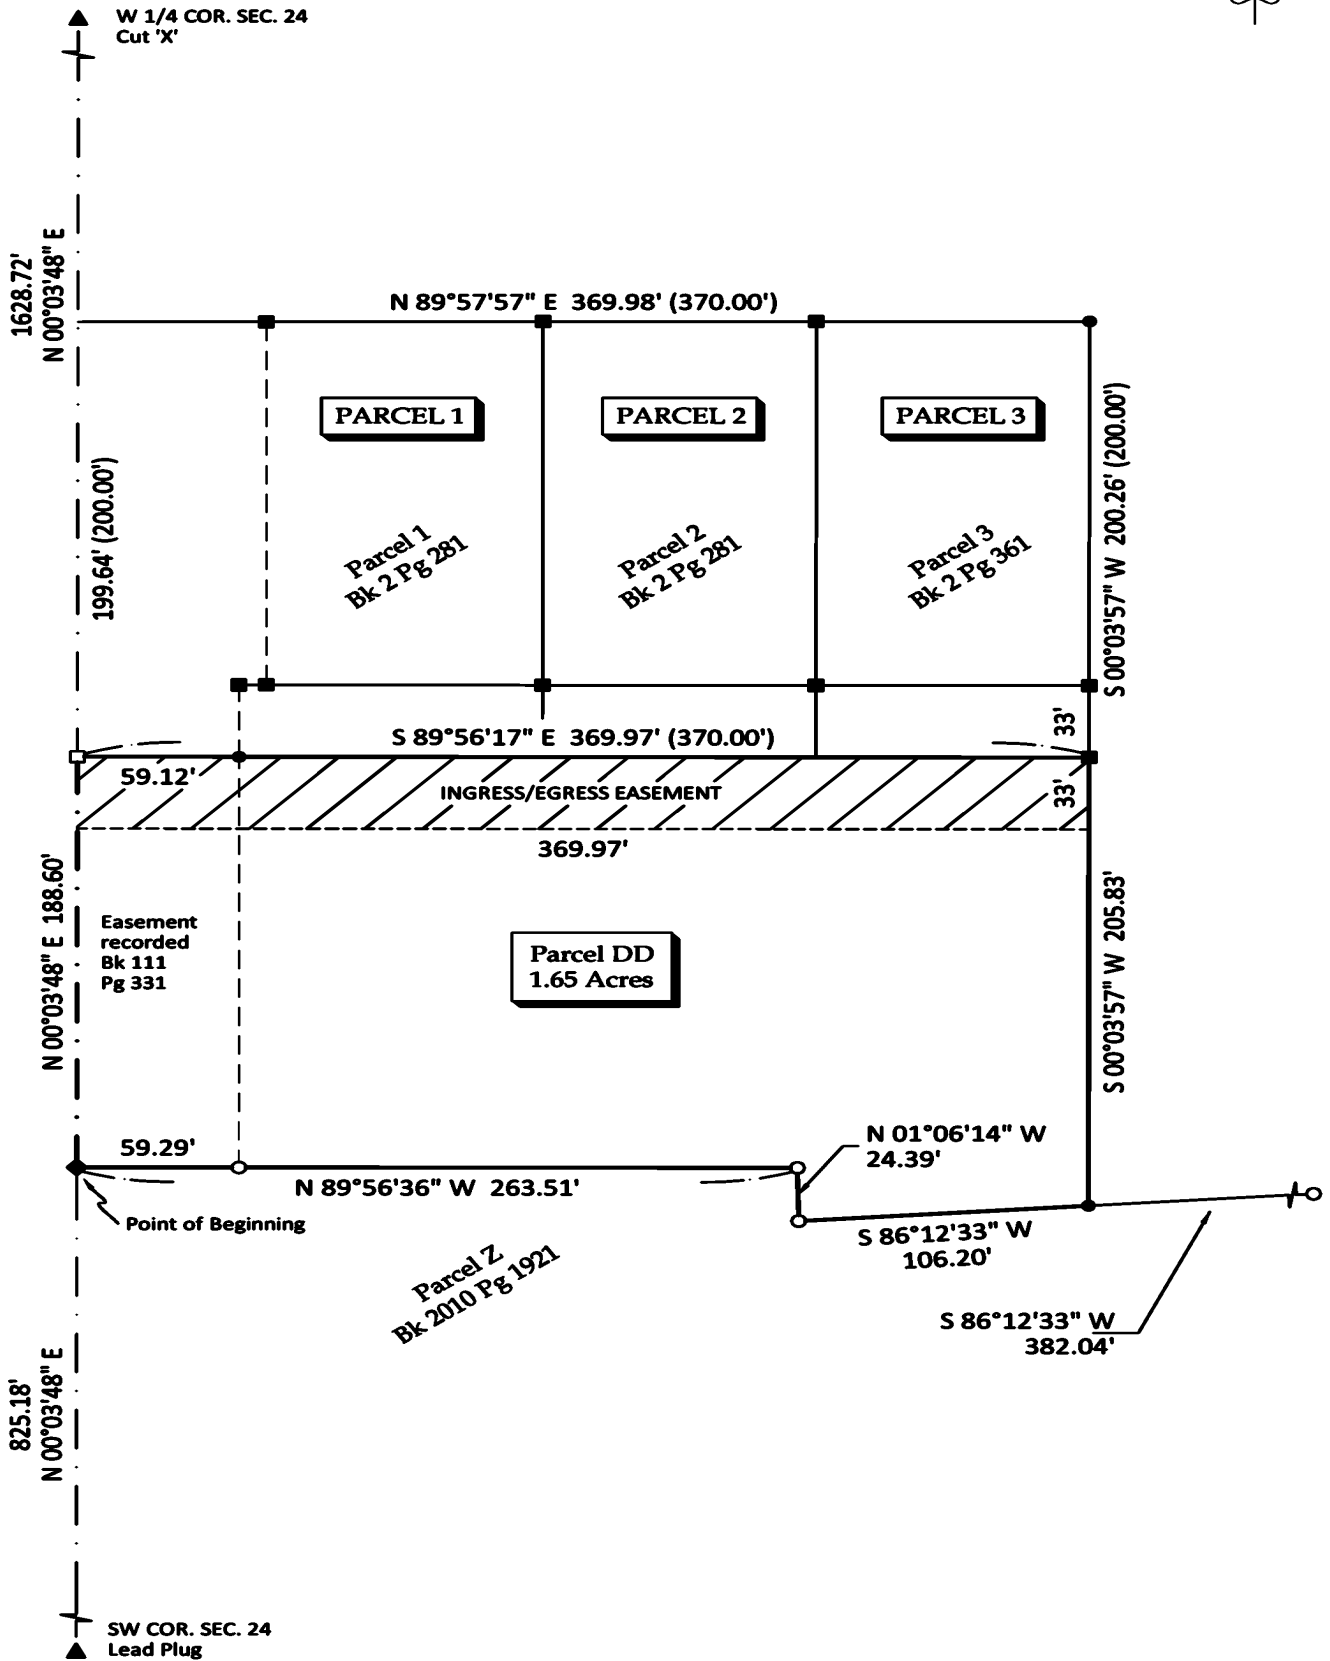 W 1/4 COR. SEC. 24
Cut 'X'
1628.72'
N 00°03'48" E
N 89°57'57" E 369.98' (370.00')
PARCEL 1
PARCEL 2
PARCEL 3
199.64' (200.00')
Parcel 1
Bk 2 Pg 281
Parcel 2
Bk 2 Pg 281
Parcel 3
Bk 2 Pg 361
S 00°03'57" W 200.26' (200.00')
33'
S 89°56'17" E 369.97' (370.00')
59.12'
INGRESS/EGRESS EASEMENT
33'
369.97'
N 00°03'48" E 188.60'
Easement
recorded
Bk 111
Pg 331
Parcel DD
1.65 Acres
S 00°03'57" W 205.83'
59.29'
N 01°06'14" W
24.39'
N 89°56'36" W 263.51'
Point of Beginning
S 86°12'33" W
106.20'
Parcel Z
Bk 2010 Pg 1921
S 86°12'33" W
382.04'
825.18'
N 00°03'48" E
SW COR. SEC. 24
Lead Plug